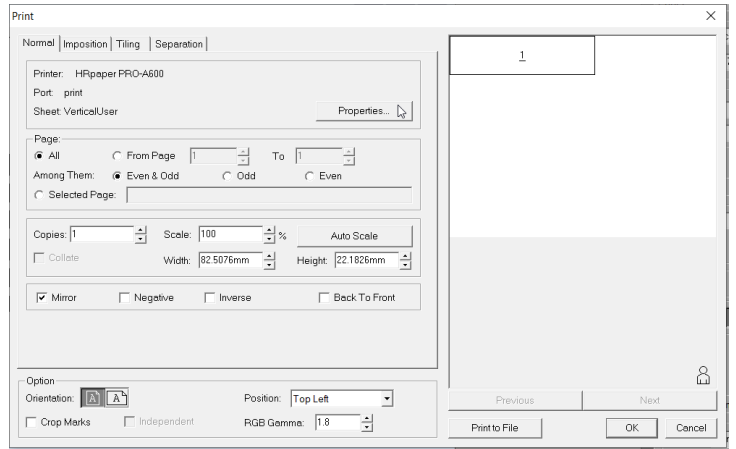 Print
Normal Imposition Tiling Separation
Printer: HRpaper PRO-A600
Port: print
Sheet: VerticalUser
Properties...
Page:
All From Page 1 To 1
Among Them: Even & Odd Odd Even
Selected Page:
Copies: 1 Scale: 100 % Auto Scale
Collate Width: 82.5076mm Height: 22.1826mm
Mirror Negative Inverse Back To Front
Option
Orientation: A A Position: Top Left
Crop Marks Independent RGB Gamma: 1.8
1
Previous Next
Print to File OK Cancel